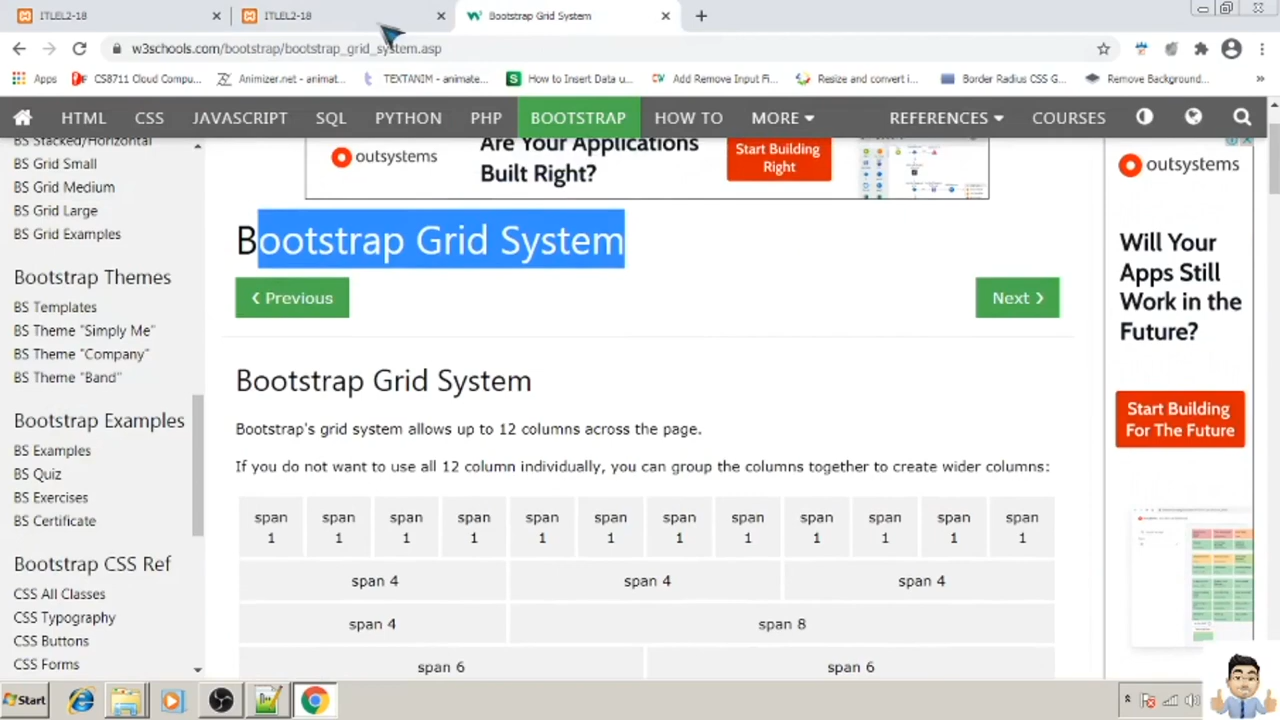 ITLEL2-18
ITLEL2-18
Bootstrap Grid System
w3schools.com/bootstrap/bootstrap_grid_system.asp
Apps
CS8711 Cloud Compu...
Animizer.net - animat...
TEXTANIM - animate...
How to Insert Data u...
Add Remove Input Fi...
Resize and convert i...
Border Radius CSS G...
Remove Background...
HTML
CSS
JAVASCRIPT
SQL
PYTHON
PHP
BOOTSTRAP
HOW TO
MORE
REFERENCES
COURSES
BS Stacked/Horizontal
BS Grid Small
BS Grid Medium
BS Grid Large
BS Grid Examples
Bootstrap Themes
BS Templates
BS Theme "Simply Me"
BS Theme "Company"
BS Theme "Band"
Bootstrap Examples
BS Examples
BS Quiz
BS Exercises
BS Certificate
Bootstrap CSS Ref
CSS All Classes
CSS Typography
CSS Buttons
CSS Forms
outsystems
Are Your Applications
Built Right?
Start Building
Right
Bootstrap Grid System
❮ Previous
Next ❯
Bootstrap Grid System
Bootstrap's grid system allows up to 12 columns across the page.
If you do not want to use all 12 column individually, you can group the columns together to create wider columns:
span 1
span 1
span 1
span 1
span 1
span 1
span 1
span 1
span 1
span 1
span 1
span 1
span 4
span 4
span 4
span 4
span 8
span 6
span 6
outsystems
Will Your
Apps Still
Work in the
Future?
Start Building
For The Future
Start